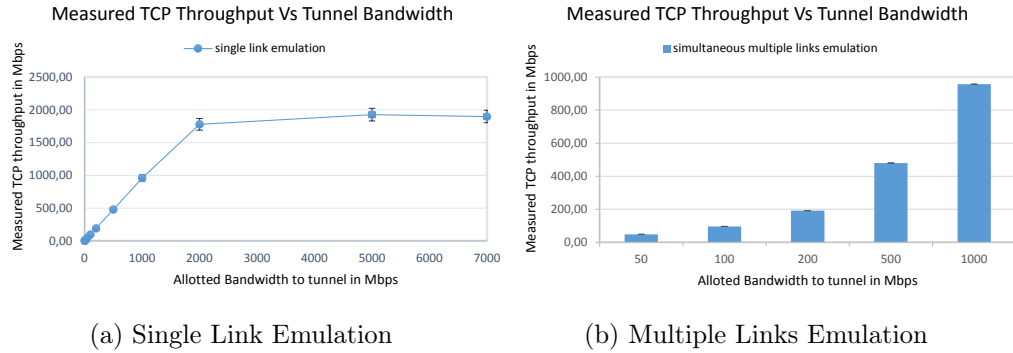 Measured TCP Throughput Vs Tunnel Bandwidth
single link emulation
Measured TCP throughput in Mbps
2500,00
2000,00
1500,00
1000,00
500,00
0,00
0 1000 2000 3000 4000 5000 6000 7000
Allotted Bandwidth to tunnel in Mbps
(a) Single Link Emulation
Measured TCP Throughput Vs Tunnel Bandwidth
simultaneous multiple links emulation
Measured TCP throughput in Mbps
1000,00
800,00
600,00
400,00
200,00
0,00
50 100 200 500 1000
Alloted Bandwidth to tunnel in Mbps
(b) Multiple Links Emulation